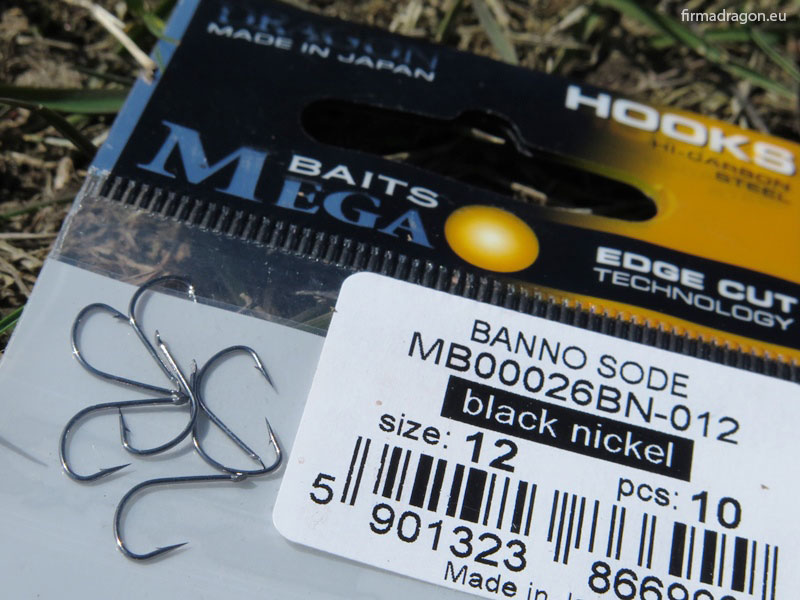 firmadragon.eu
DRAGON
MADE IN JAPAN
HOOKS
HI-CARBON
STEEL
BAITS
MEGA
EDGE CUT
TECHNOLOGY
BANNO SODE
MB00026BN-012
black nickel
size: 12
pcs: 10
5 901323
Made in